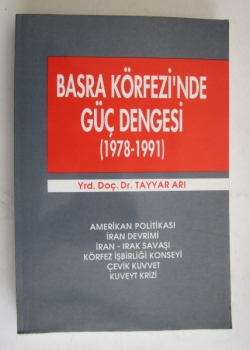 BASRA KÖRFEZİ'NDE
GÜÇ DENGESİ
(1978-1991)
Yrd. Doç. Dr. TAYYAR ARI
AMERİKAN POLİTİKASI
İRAN DEVRİMİ
İRAN - IRAK SAVAŞI
KÖRFEZ İŞBİRLİĞİ KONSEYİ
ÇEVİK KUVVET
KUVEYT KRİZİ